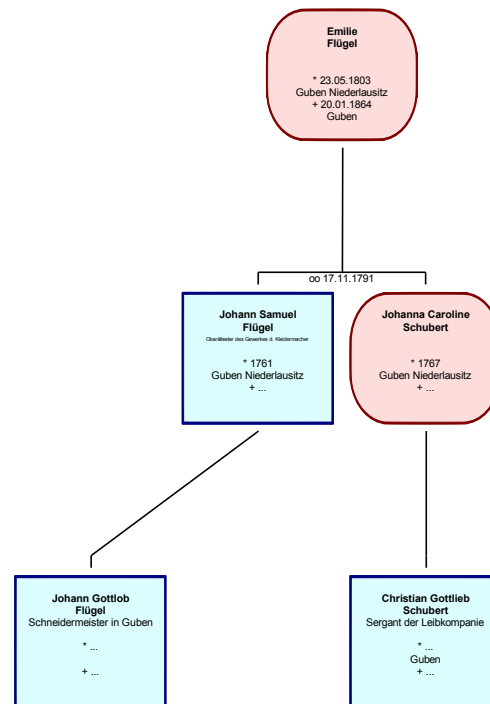 Emilie
Flügel
* 23.05.1803
Guben Niederlausitz
+ 20.01.1864
Guben
oo 17.11.1791
Johann Samuel
Flügel
Oberältester des Gewerkes d. Kleidermacher
* 1761
Guben Niederlausitz
+ ...
Johanna Caroline
Schubert
* 1767
Guben Niederlausitz
+ ...
Johann Gottlob
Flügel
Schneidermeister in Guben
* ...
+ ...
Christian Gottlieb
Schubert
Sergant der Leibkompanie
* ...
Guben
+ ...